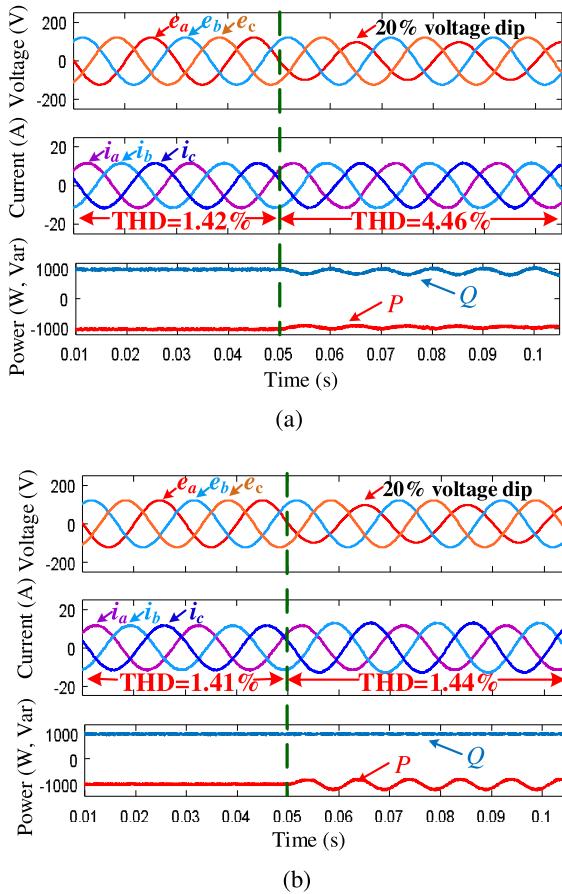 200
0
-200
Voltage (V)
e_a e_b e_c
20% voltage dip
20
0
-20
Current (A)
i_a i_b i_c
THD=1.42%
THD=4.46%
1000
0
-1000
Power (W, Var)
P
Q
0.01 0.02 0.03 0.04 0.05 0.06 0.07 0.08 0.09 0.1
Time (s)
(a)
200
0
-200
Voltage (V)
e_a e_b e_c
20% voltage dip
20
0
-20
Current (A)
i_a i_b i_c
THD=1.41%
THD=1.44%
1000
0
-1000
Power (W, Var)
P
Q
0.01 0.02 0.03 0.04 0.05 0.06 0.07 0.08 0.09 0.1
Time (s)
(b)